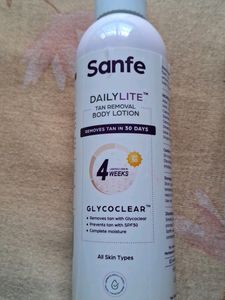 Sanfe
DAILYLITE™
TAN REMOVAL
BODY LOTION
REMOVES TAN IN 30 DAYS
4
WEEKS
GLYCOCLEAR™
Removes tan with Glycoclear
Prevents tan with SPF50
Complete moisture
All Skin Types